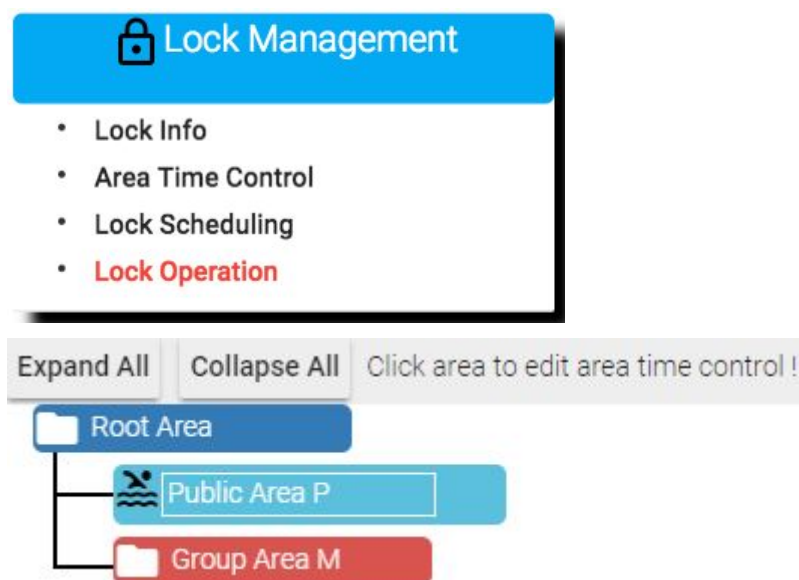 Lock Management
• Lock Info
• Area Time Control
• Lock Scheduling
• Lock Operation
Expand All Collapse All Click area to edit area time control !
Root Area
Public Area P
Group Area M